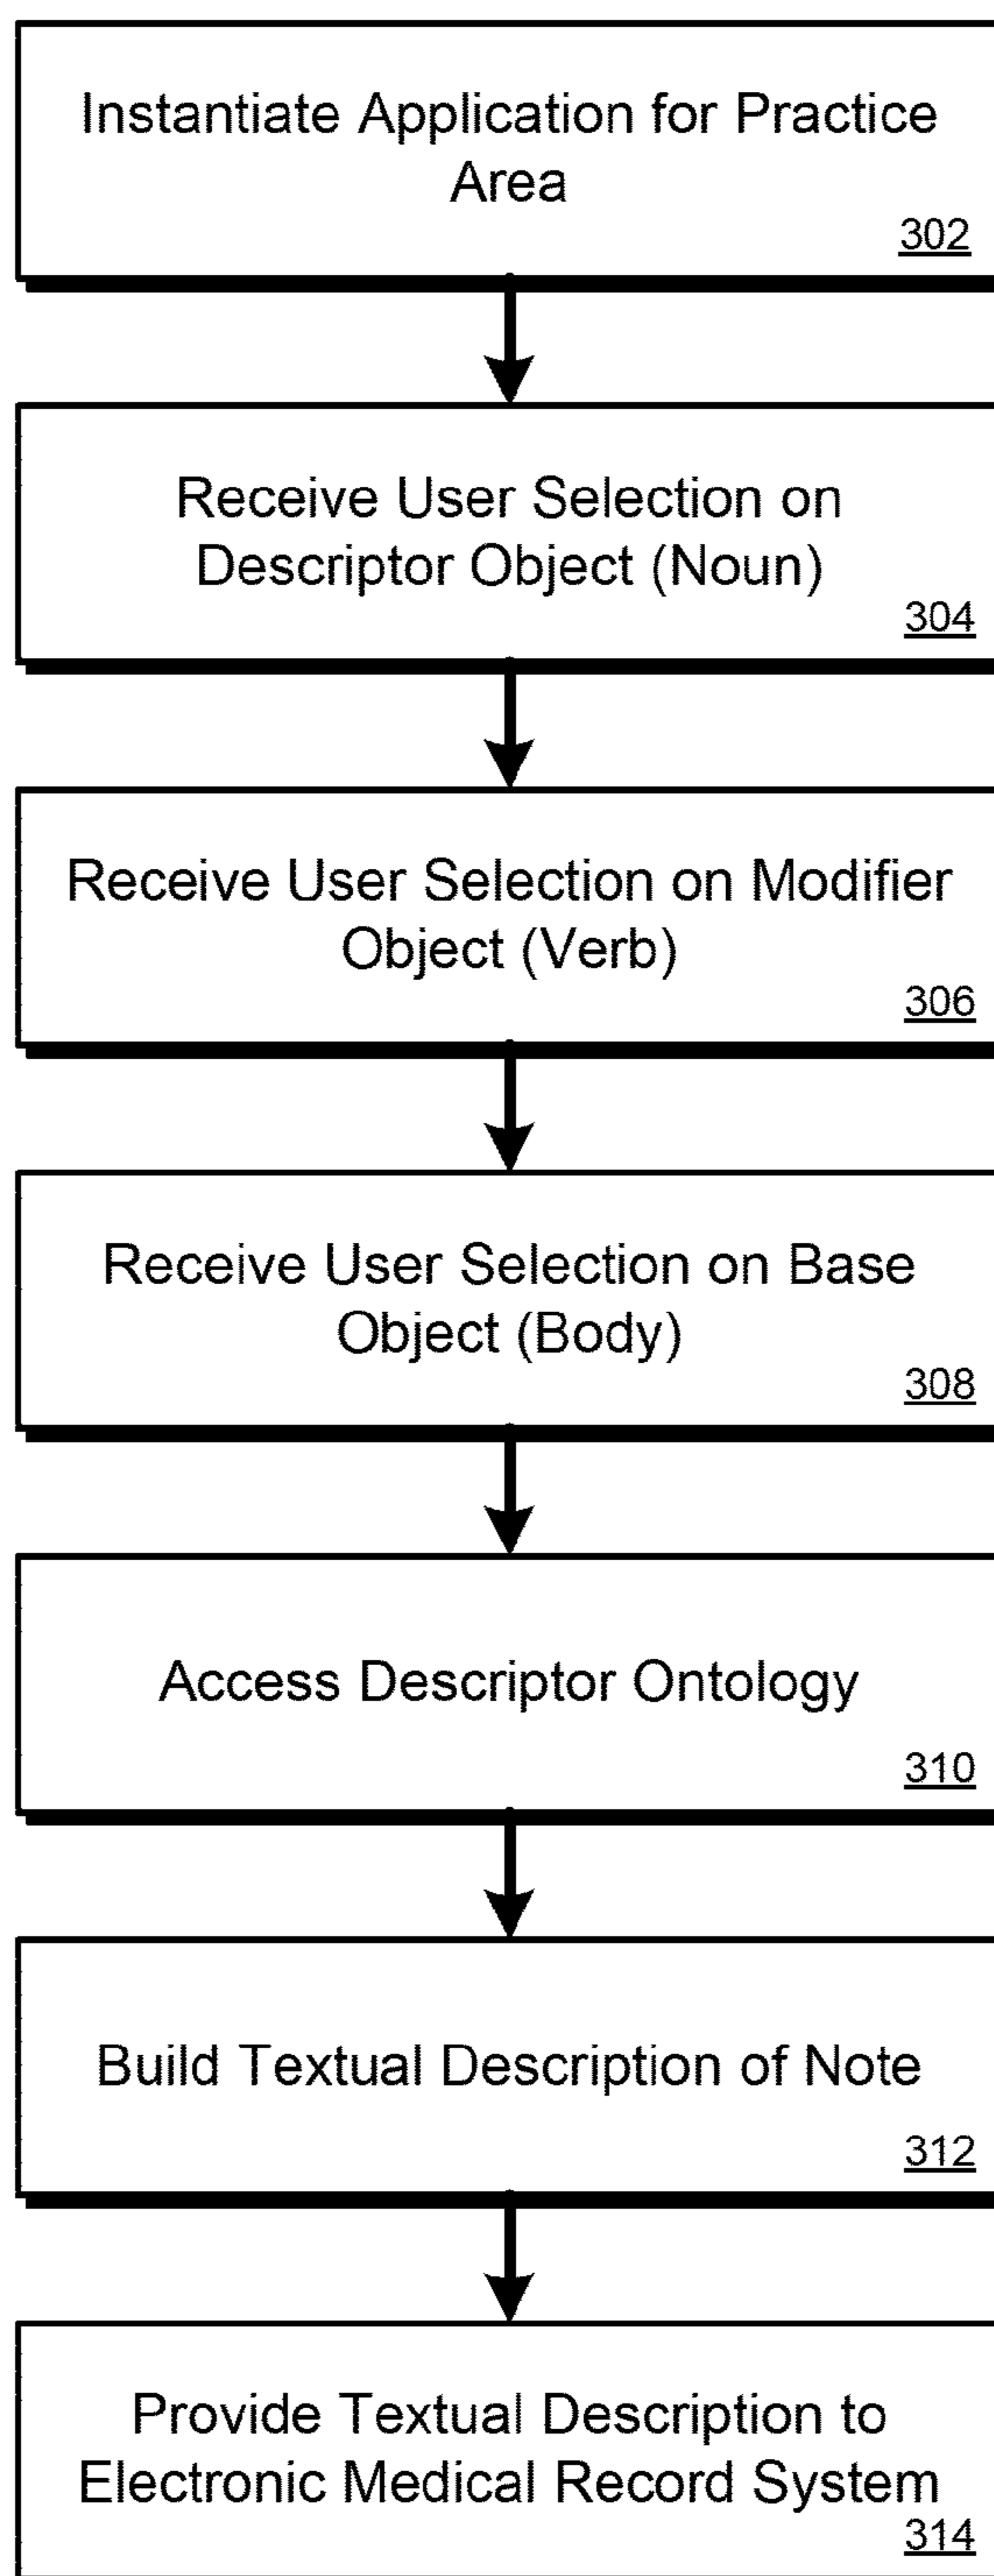 Instantiate Application for Practice
Area
302
Receive User Selection on
Descriptor Object (Noun)
304
Receive User Selection on Modifier
Object (Verb)
306
Receive User Selection on Base
Object (Body)
308
Access Descriptor Ontology
310
Build Textual Description of Note
312
Provide Textual Description to
Electronic Medical Record System
314